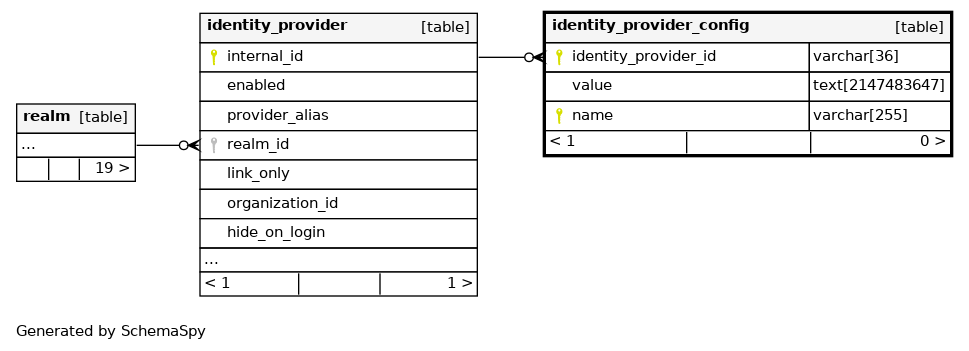 identity_provider [table]
internal_id
enabled
provider_alias
realm_id
link_only
organization_id
hide_on_login
...
< 1 1 >
identity_provider_config [table]
identity_provider_id varchar[36]
value text[2147483647]
name varchar[255]
< 1 0 >
realm [table]
...
19 >
Generated by SchemaSpy